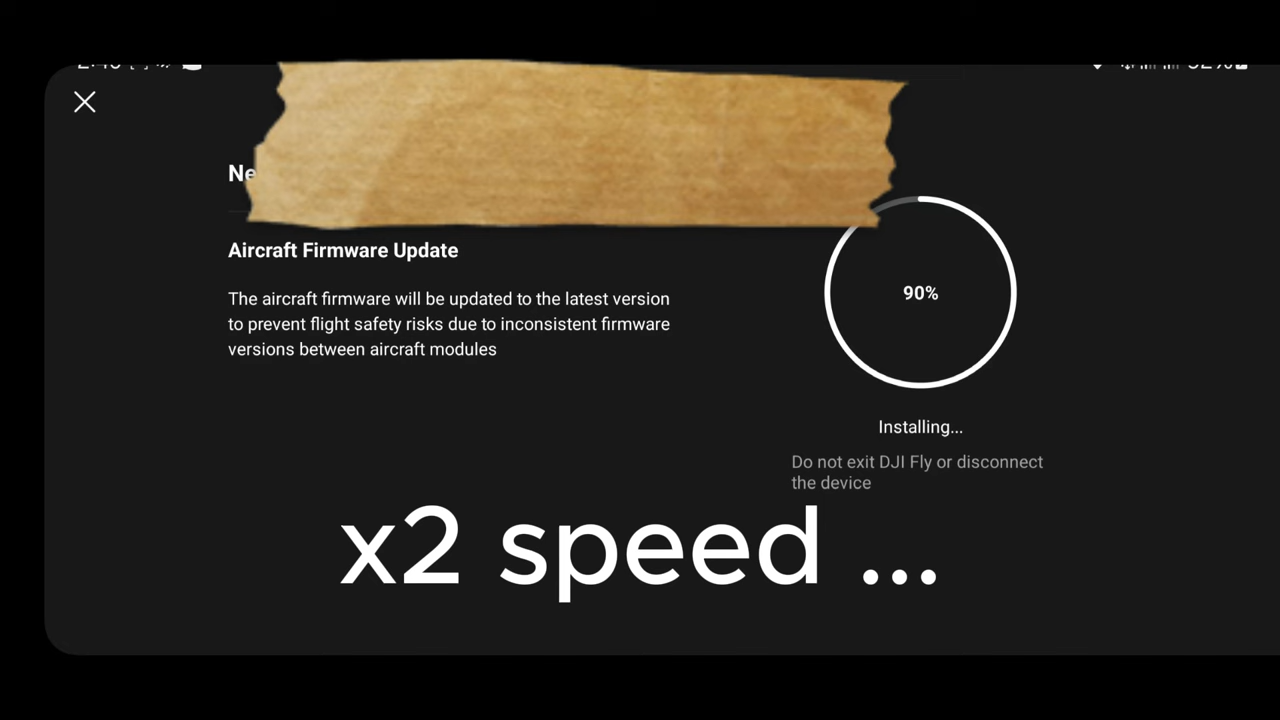 Aircraft Firmware Update
The aircraft firmware will be updated to the latest version
to prevent flight safety risks due to inconsistent firmware
versions between aircraft modules
90%
Installing...
Do not exit DJI Fly or disconnect
the device
x2 speed ...